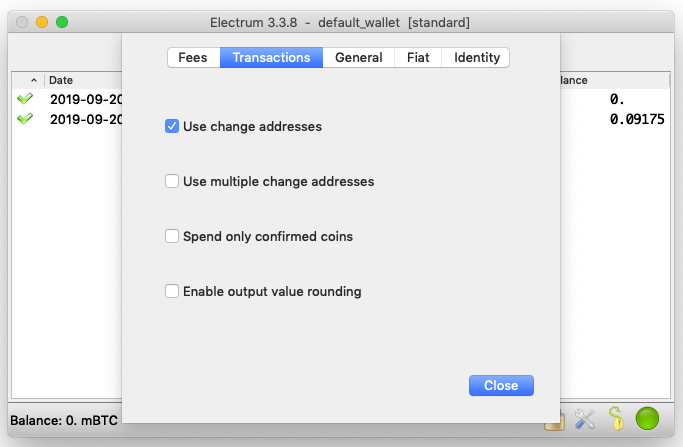 Electrum 3.3.8 - default_wallet [standard]
Fees Transactions General Fiat Identity
Date lance
2019-09-20 0.
2019-09-20 0.09175
Use change addresses
Use multiple change addresses
Spend only confirmed coins
Enable output value rounding
Close
Balance: 0. mBTC